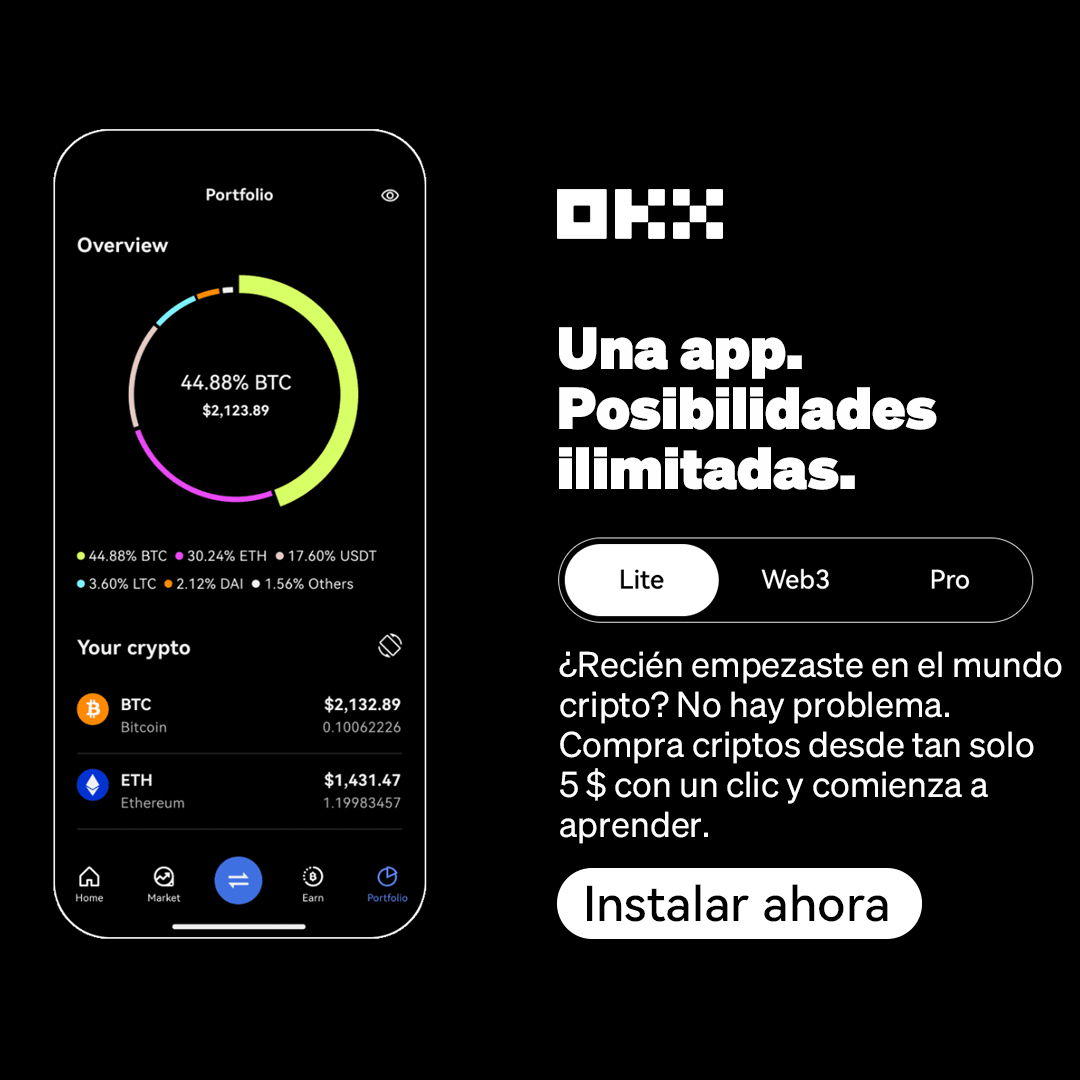 Portfolio
Overview
44.88% BTC
$2,123.89
44.88% BTC 30.24% ETH 17.60% USDT
3.60% LTC 2.12% DAI 1.56% Others
Your crypto
BTC $2,132.89
Bitcoin 0.10062226
ETH $1,431.47
Ethereum 1.19983457
Home Market Earn Portfolio
OKX
Una app.
Posibilidades
ilimitadas.
Lite Web3 Pro
¿Recién empezaste en el mundo
cripto? No hay problema.
Compra criptos desde tan solo
5 $ con un clic y comienza a
aprender.
Instalar ahora